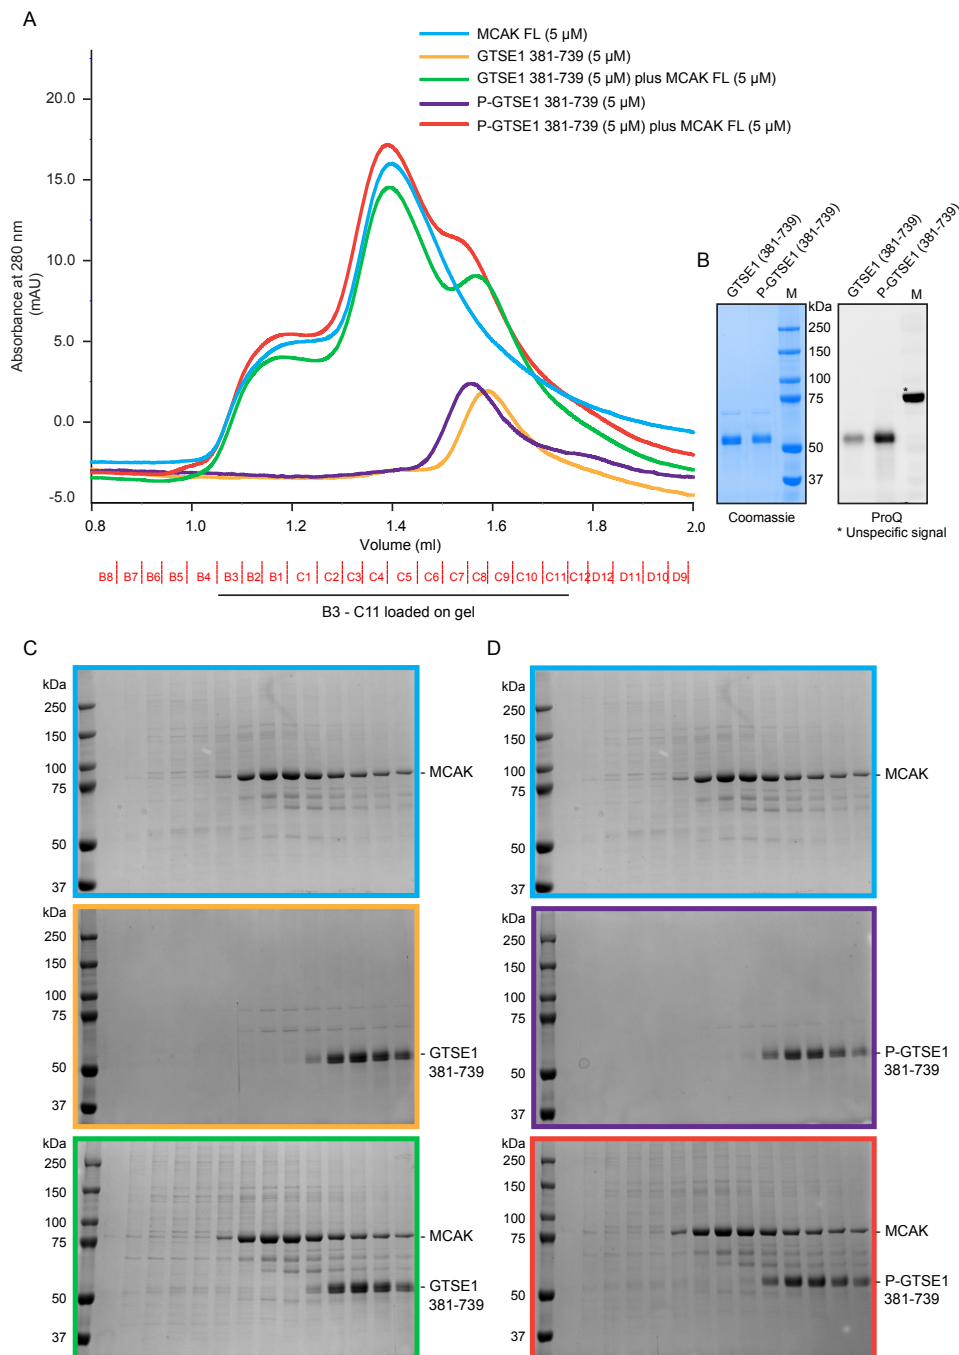 A
MCAK FL (5 µM)
GTSE1 381-739 (5 µM)
GTSE1 381-739 (5 µM) plus MCAK FL (5 µM)
P-GTSE1 381-739 (5 µM)
P-GTSE1 381-739 (5 µM) plus MCAK FL (5 µM)
Absorbance at 280 nm
(mAU)
20.0
15.0
10.0
5.0
0.0
-5.0
0.8 1.0 1.2 1.4 1.6 1.8 2.0
Volume (ml)
B8 B7 B6 B5 B4 B3 B2 B1 C1 C2 C3 C4 C5 C6 C7 C8 C9 C10 C11 C12 D12 D11 D10 D9
B3 - C11 loaded on gel
B
GTSE1 (381-739)
P-GTSE1 (381-739)
M
kDa
250
150
100
75
50
37
Coomassie
GTSE1 (381-739)
P-GTSE1 (381-739)
M
*
ProQ
* Unspecific signal
C
kDa
250
150
100
75
50
37
- MCAK
kDa
250
150
100
75
50
37
- GTSE1
381-739
kDa
250
150
100
75
50
37
- MCAK
- GTSE1
381-739
D
kDa
250
150
100
75
50
37
- MCAK
kDa
250
150
100
75
50
37
- P-GTSE1
381-739
kDa
250
150
100
75
50
37
- MCAK
- P-GTSE1
381-739